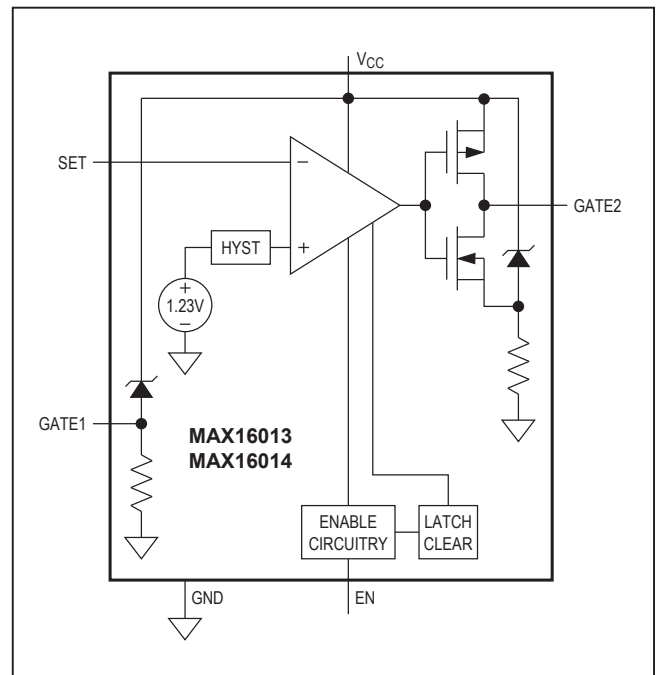 VCC
SET
−
GATE2
HYST
+
+
1.23V
−
GATE1
MAX16013
MAX16014
ENABLE
CIRCUITRY
LATCH
CLEAR
GND
EN